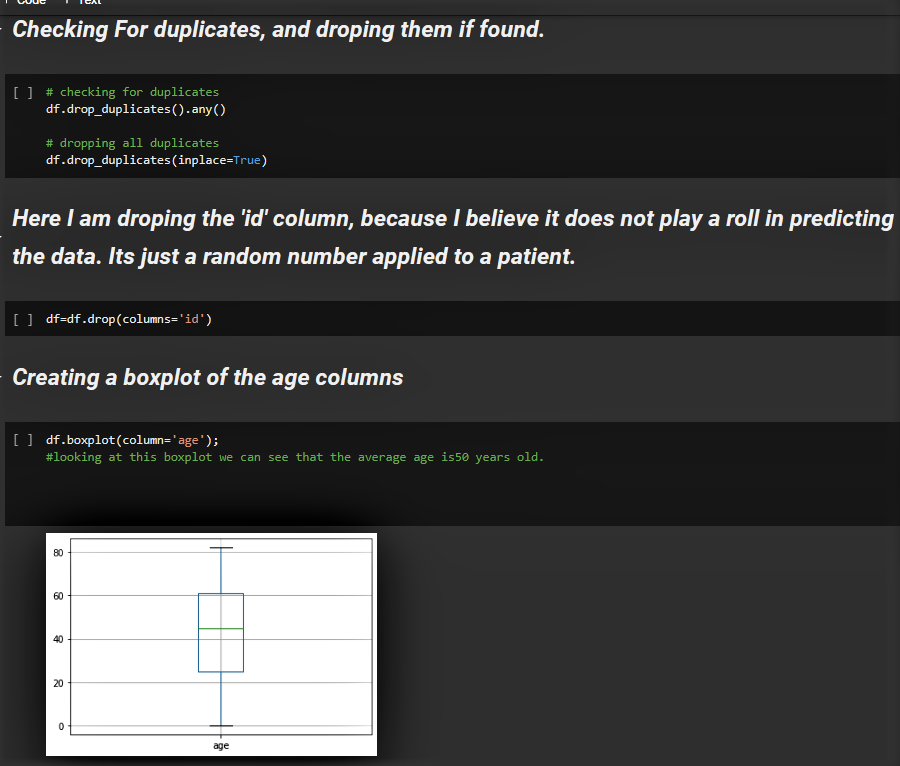 Code Text
Checking For duplicates, and droping them if found.
[ ] # checking for duplicates
df.drop_duplicates().any()
# dropping all duplicates
df.drop_duplicates(inplace=True)
Here I am droping the 'id' column, because I believe it does not play a roll in predicting
the data. Its just a random number applied to a patient.
[ ] df=df.drop(columns='id')
Creating a boxplot of the age columns
[ ] df.boxplot(column='age');
#looking at this boxplot we can see that the average age is50 years old.
80
60
40
20
0
age